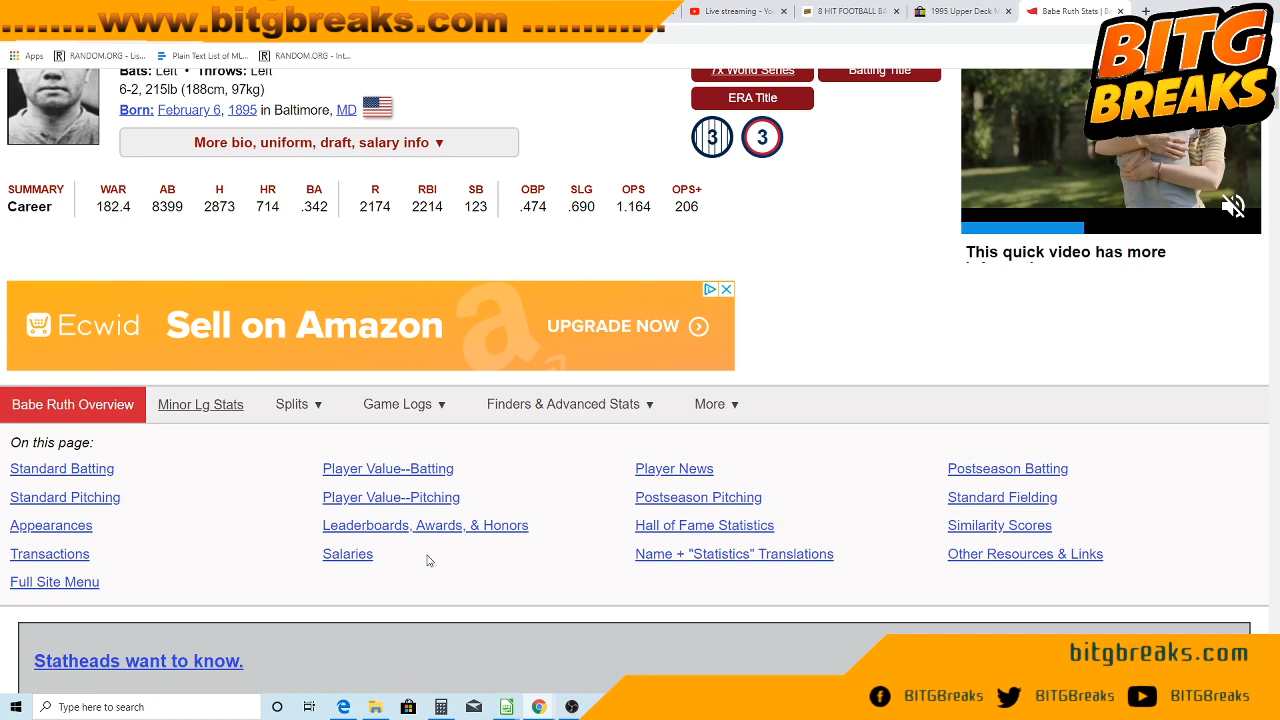 www.bitgbreaks.com
Live streaming - Yo
8 HIT FOOTBALL BA
1995 Upper Deck M
Babe Ruth Stats | Ba
Apps
RANDOM.ORG - Lis...
Plain Text List of ML...
RANDOM.ORG - Int...
BITG
BREAKS
Bats: Left • Throws: Left
6-2, 215lb (188cm, 97kg)
Born: February 6, 1895 in Baltimore, MD
More bio, uniform, draft, salary info ▼
7x World Series
Batting Title
ERA Title
3
3
SUMMARY WAR AB H HR BA R RBI SB OBP SLG OPS OPS+
Career 182.4 8399 2873 714 .342 2174 2214 123 .474 .690 1.164 206
This quick video has more
Ecwid
Sell on Amazon
UPGRADE NOW
Babe Ruth Overview
Minor Lg Stats
Splits ▼
Game Logs ▼
Finders & Advanced Stats ▼
More ▼
On this page:
Standard Batting
Player Value--Batting
Player News
Postseason Batting
Standard Pitching
Player Value--Pitching
Postseason Pitching
Standard Fielding
Appearances
Leaderboards, Awards, & Honors
Hall of Fame Statistics
Similarity Scores
Transactions
Salaries
Name + "Statistics" Translations
Other Resources & Links
Full Site Menu
Statheads want to know.
bitgbreaks.com
BITGBreaks
BITGBreaks
BITGBreaks
Type here to search